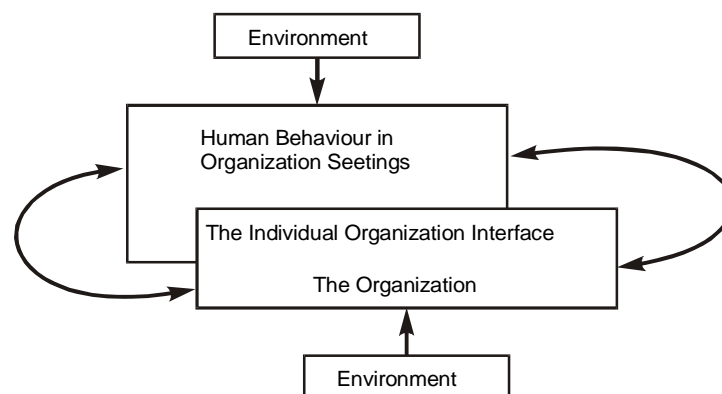 Environment
Human Behaviour in
Organization Seetings
The Individual Organization Interface
The Organization
Environment